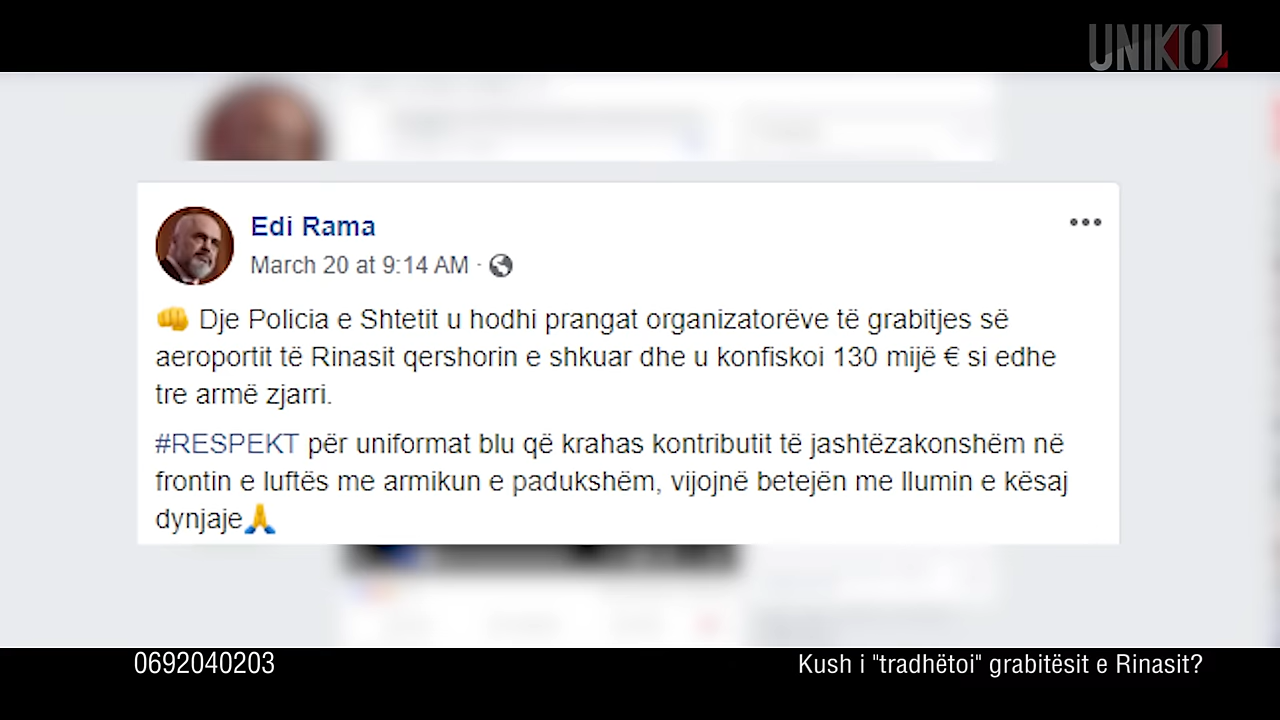 UNIKO
Edi Rama
March 20 at 9:14 AM ·
👊 Dje Policia e Shtetit u hodhi prangat organizatorëve të grabitjes së
aeroportit të Rinasit qershorin e shkuar dhe u konfiskoi 130 mijë € si edhe
tre armë zjarri.
#RESPEKT për uniformat blu që krahas kontributit të jashtëzakonshëm në
frontin e luftës me armikun e padukshëm, vijojnë betejën me llumin e kësaj
dynjaje🙏
0692040203
Kush i "tradhëtoi" grabitësit e Rinasit?